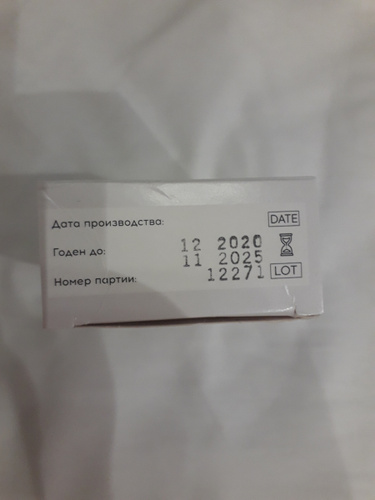 Дата производства: DATE
Годен до: 12 2020
11 2025
Номер партии: 12271 LOT